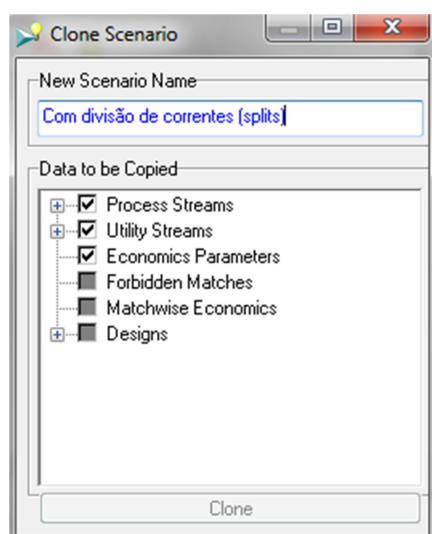 Clone Scenario
New Scenario Name
Com divisão de correntes (splits)
Data to be Copied
Process Streams
Utility Streams
Economics Parameters
Forbidden Matches
Matchwise Economics
Designs
Clone